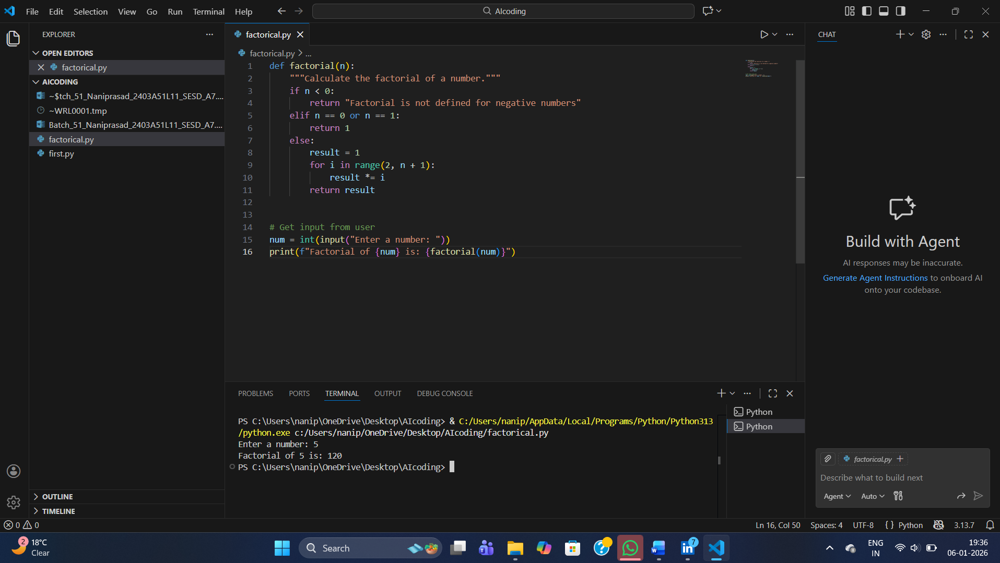 File Edit Selection View Go Run Terminal Help
AIcoding
EXPLORER
OPEN EDITORS
factorical.py
AICODING
~$tch_51_Naniprasad_2403A51L11_SESD_A7....
~WRL0001.tmp
Batch_51_Naniprasad_2403A51L11_SESD_A7....
factorical.py
first.py
OUTLINE
TIMELINE
factorical.py
factorical.py > ...
1 def factorial(n):
2 """Calculate the factorial of a number."""
3 if n < 0:
4 return "Factorial is not defined for negative numbers"
5 elif n == 0 or n == 1:
6 return 1
7 else:
8 result = 1
9 for i in range(2, n + 1):
10 result *= i
11 return result
12
13
14 # Get input from user
15 num = int(input("Enter a number: "))
16 print(f"Factorial of {num} is: {factorial(num)}")
PROBLEMS PORTS TERMINAL OUTPUT DEBUG CONSOLE
PS C:\Users\nanip\OneDrive\Desktop\AIcoding> & C:/Users/nanip/AppData/Local/Programs/Python/Python313
/python.exe c:/Users/nanip/OneDrive/Desktop/AIcoding/factorical.py
Enter a number: 5
Factorial of 5 is: 120
PS C:\Users\nanip\OneDrive\Desktop\AIcoding>
Python
Python
CHAT
Build with Agent
AI responses may be inaccurate.
Generate Agent Instructions to onboard AI
onto your codebase.
factorical.py
Describe what to build next
Agent Auto
0 0
Ln 16, Col 50 Spaces: 4 UTF-8 { } Python 3.13.7
2
18°C
Clear
Search
7
ENG
IN
19:36
06-01-2026